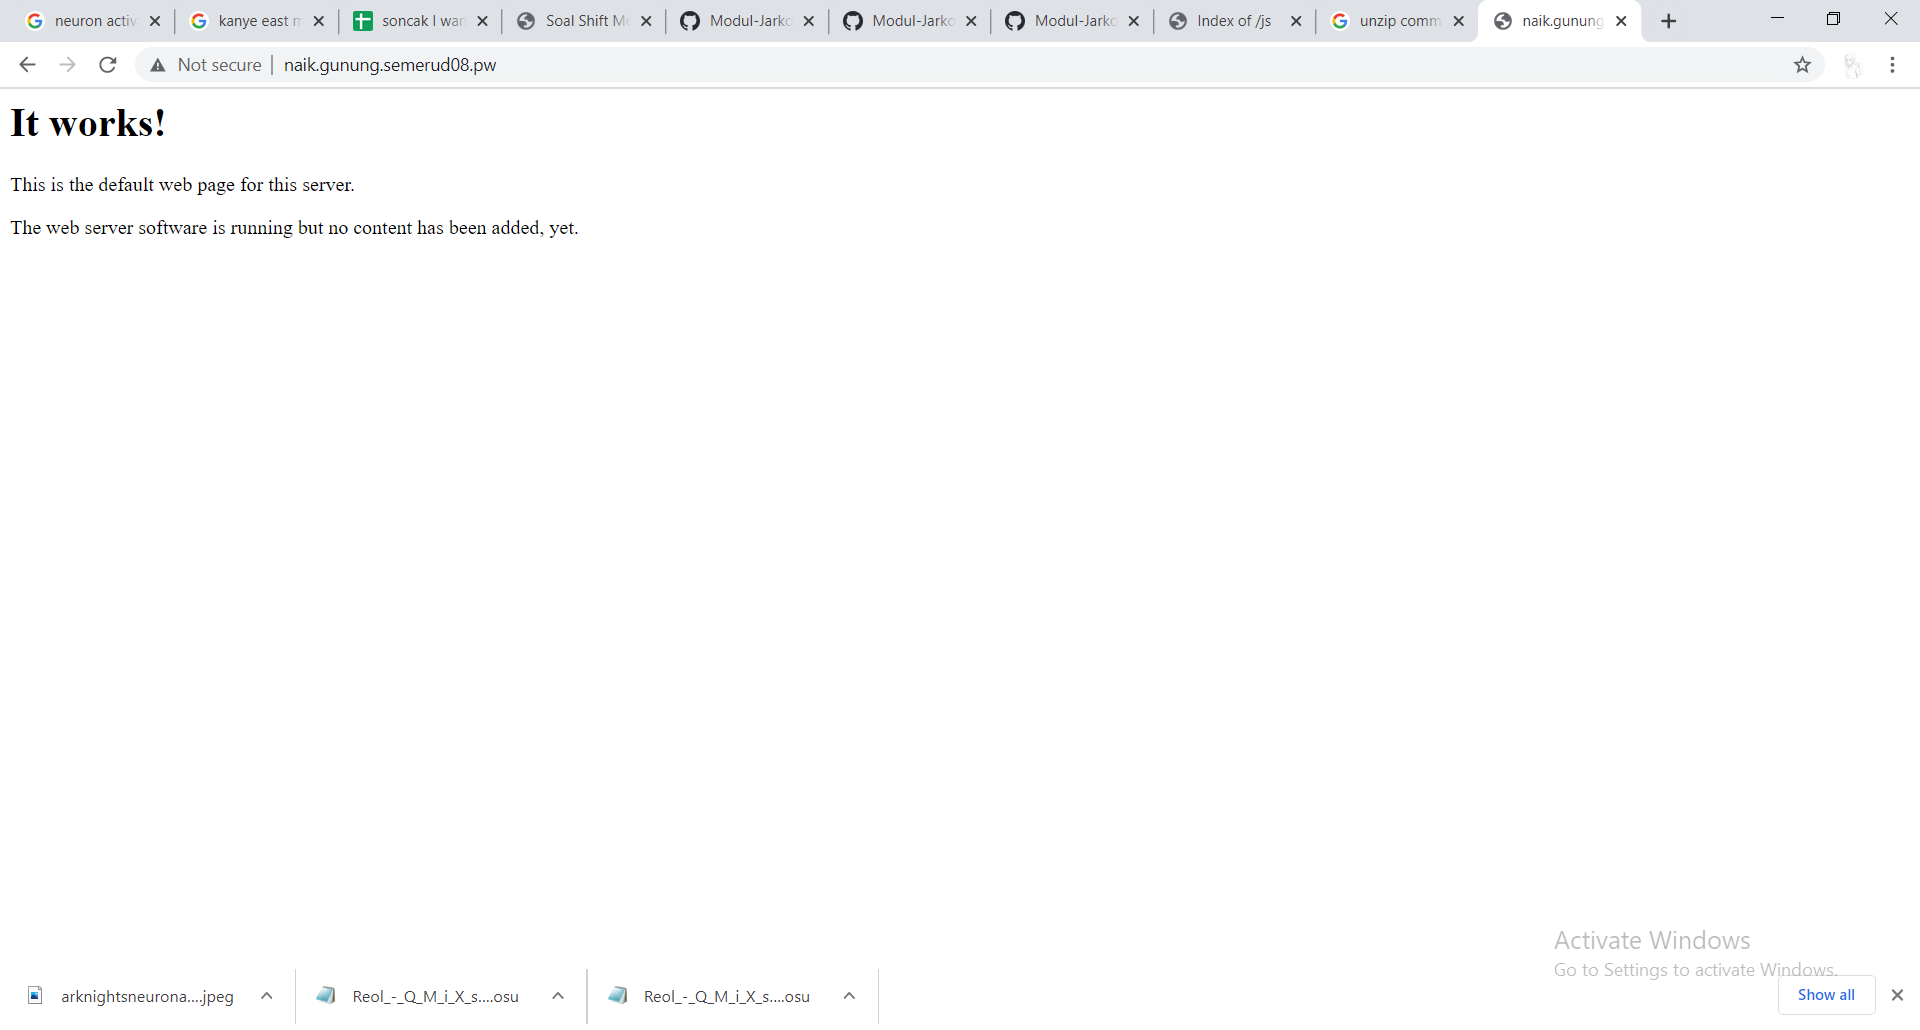 neuron activ
kanye east m
soncak I wan
Soal Shift Mo
Modul-Jarko
Modul-Jarko
Modul-Jarko
Index of /js
unzip comm
naik.gunung
Not secure
naik.gunung.semerud08.pw
It works!
This is the default web page for this server.
The web server software is running but no content has been added, yet.
Activate Windows
Go to Settings to activate Windows.
arknightsneurona....jpeg
Reol_-_Q_M_i_X_s....osu
Reol_-_Q_M_i_X_s....osu
Show all